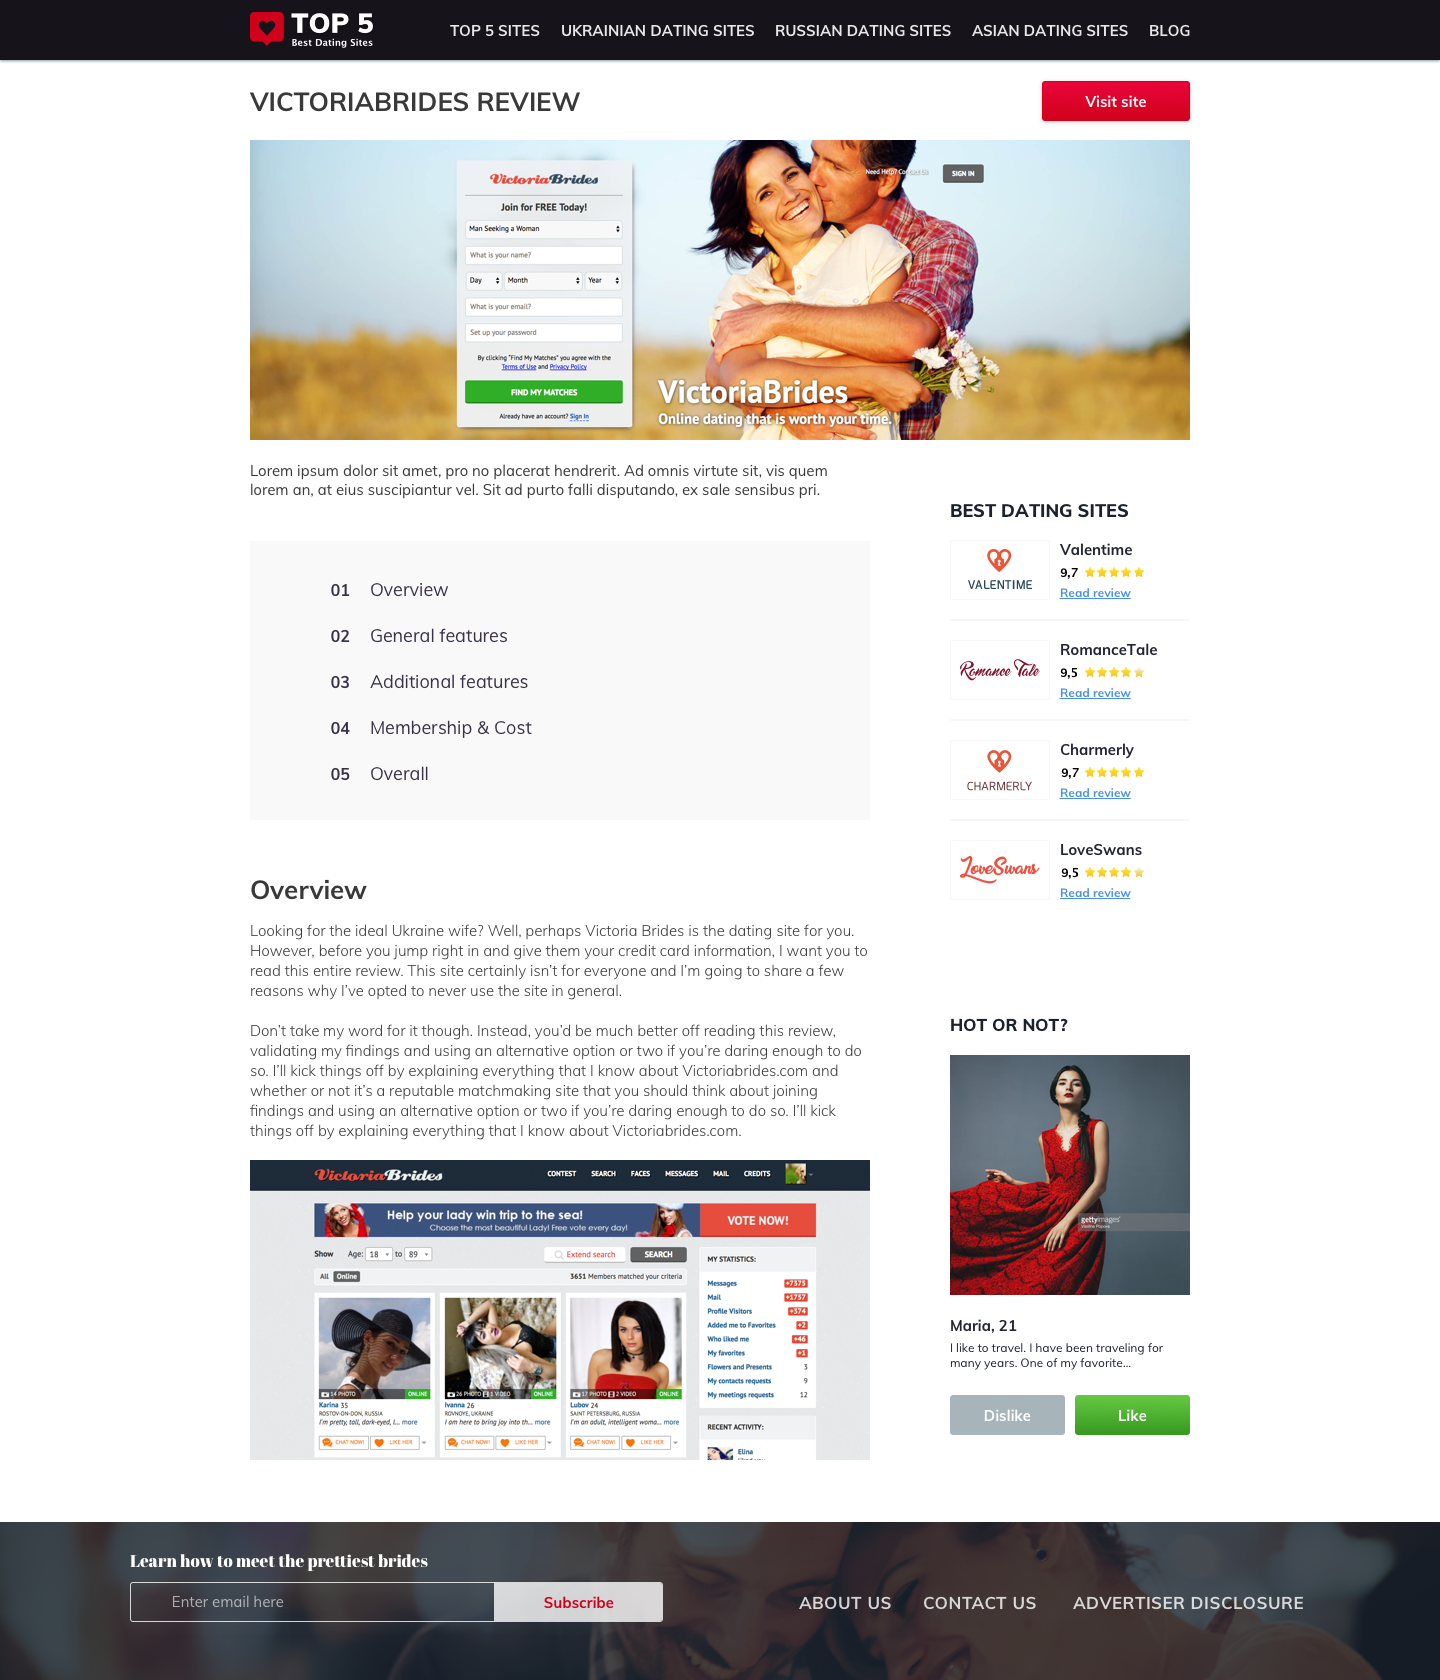 TOP 5
Best Dating Sites
TOP 5 SITES
UKRAINIAN DATING SITES
RUSSIAN DATING SITES
ASIAN DATING SITES
BLOG
VICTORIABRIDES REVIEW
Visit site
VictoriaBrides
Join for FREE Today!
Man Seeking a Woman
What is your name?
Day Month Year
What is your email?
Set up your password
By clicking "Find My Matches" you agree with the
Terms of Use and Privacy Policy
FIND MY MATCHES
Already have an account? Sign In
Need Help? Contact Us
SIGN IN
VictoriaBrides
Online dating that is worth your time.
Lorem ipsum dolor sit amet, pro no placerat hendrerit. Ad omnis virtute sit, vis quem
lorem an, at eius suscipiantur vel. Sit ad purto falli disputando, ex sale sensibus pri.
01 Overview
02 General features
03 Additional features
04 Membership & Cost
05 Overall
Overview
Looking for the ideal Ukraine wife? Well, perhaps Victoria Brides is the dating site for you.
However, before you jump right in and give them your credit card information, I want you to
read this entire review. This site certainly isn't for everyone and I'm going to share a few
reasons why I've opted to never use the site in general.
Don't take my word for it though. Instead, you'd be much better off reading this review,
validating my findings and using an alternative option or two if you're daring enough to do
so. I'll kick things off by explaining everything that I know about Victoriabrides.com and
whether or not it's a reputable matchmaking site that you should think about joining
findings and using an alternative option or two if you're daring enough to do so. I'll kick
things off by explaining everything that I know about Victoriabrides.com.
VictoriaBrides
CONTEST SEARCH FACES MESSAGES MAIL CREDITS
Help your lady win trip to the sea!
Choose the most beautiful Lady! Free vote every day!
VOTE NOW!
Show Age: 18 to 89
Extend search
SEARCH
All Online
3651 Members matched your criteria
14 PHOTO ONLINE
Karina 35
ROSTOV-ON-DON, RUSSIA
I'm pretty, tall, dark-eyed, l... more
CHAT NOW! LIKE HER
26 PHOTO 1 VIDEO ONLINE
Ivanna 26
ROVNOYE, UKRAINE
I am here to bring joy into th... more
CHAT NOW! LIKE HER
17 PHOTO 2 VIDEO ONLINE
Lubov 24
SAINT PETERSBURG, RUSSIA
I'm an adult, intelligent woma... more
CHAT NOW! LIKE HER
MY STATISTICS:
Messages +7375
Mail +1757
Profile Visitors +374
Added me to Favorites +2
Who liked me +46
My favorites +1
Flowers and Presents 3
My contacts requests 9
My meetings requests 12
RECENT ACTIVITY:
Elina
BEST DATING SITES
VALENTIME
Valentime
9,7
Read review
Romance Tale
RomanceTale
9,5
Read review
CHARMERLY
Charmerly
9,7
Read review
LoveSwans
LoveSwans
9,5
Read review
HOT OR NOT?
gettyimages
Maria, 21
I like to travel. I have been traveling for
many years. One of my favorite...
Dislike
Like
Learn how to meet the prettiest brides
Enter email here
Subscribe
ABOUT US
CONTACT US
ADVERTISER DISCLOSURE